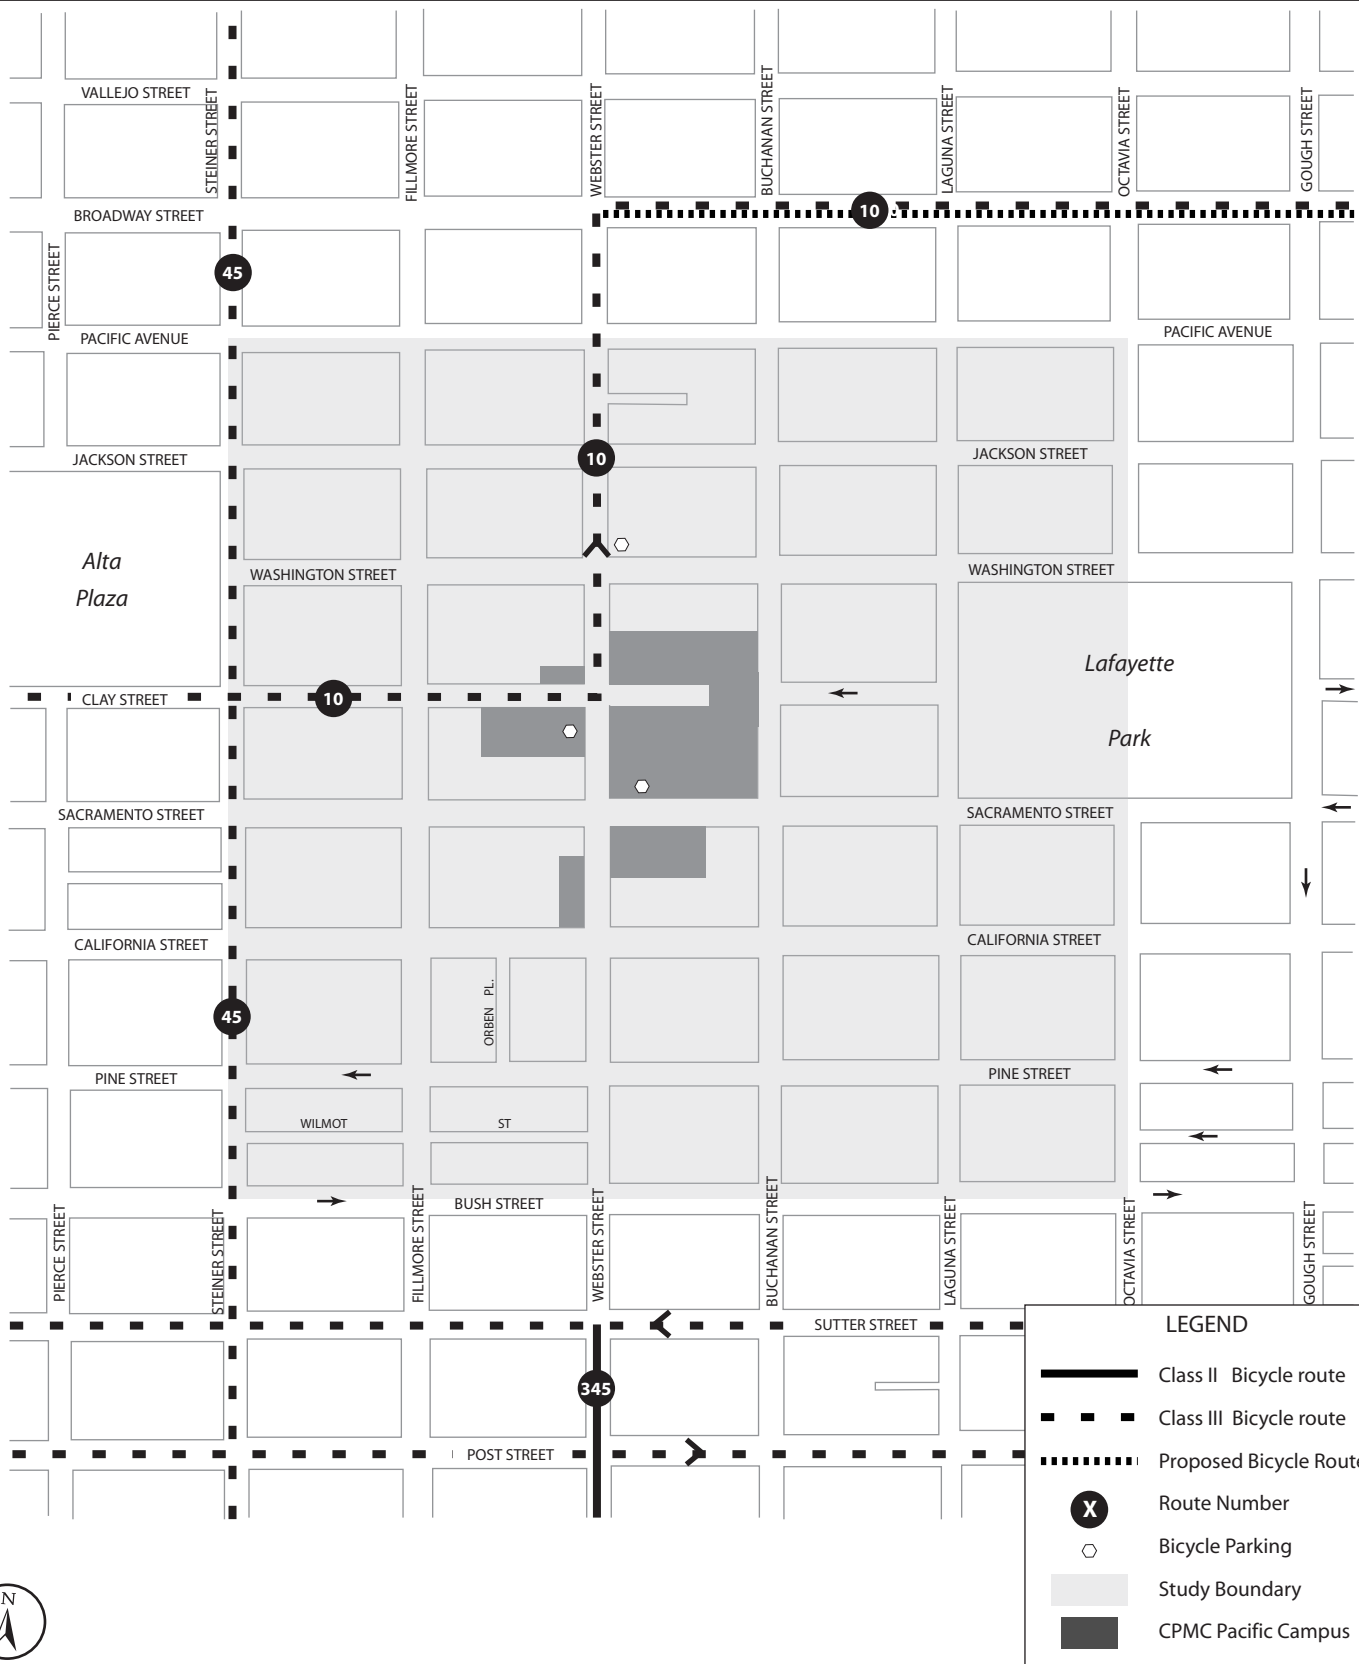 VALLEJO STREET
STEINER STREET
FILLMORE STREET
WEBSTER STREET
BUCHANAN STREET
LAGUNA STREET
OCTAVIA STREET
GOUGH STREET
BROADWAY STREET
10
PIERCE STREET
45
PACIFIC AVENUE
PACIFIC AVENUE
JACKSON STREET
10
JACKSON STREET
Alta
Plaza
WASHINGTON STREET
WASHINGTON STREET
Lafayette
Park
CLAY STREET
10
SACRAMENTO STREET
SACRAMENTO STREET
CALIFORNIA STREET
CALIFORNIA STREET
ORBEN PL.
45
PINE STREET
PINE STREET
WILMOT ST
BUSH STREET
PIERCE STREET
STEINER STREET
FILLMORE STREET
WEBSTER STREET
BUCHANAN STREET
LAGUNA STREET
OCTAVIA STREET
GOUGH STREET
SUTTER STREET
345
POST STREET
LEGEND
Class II Bicycle route
Class III Bicycle route
Proposed Bicycle Route
X Route Number
Bicycle Parking
Study Boundary
CPMC Pacific Campus
N